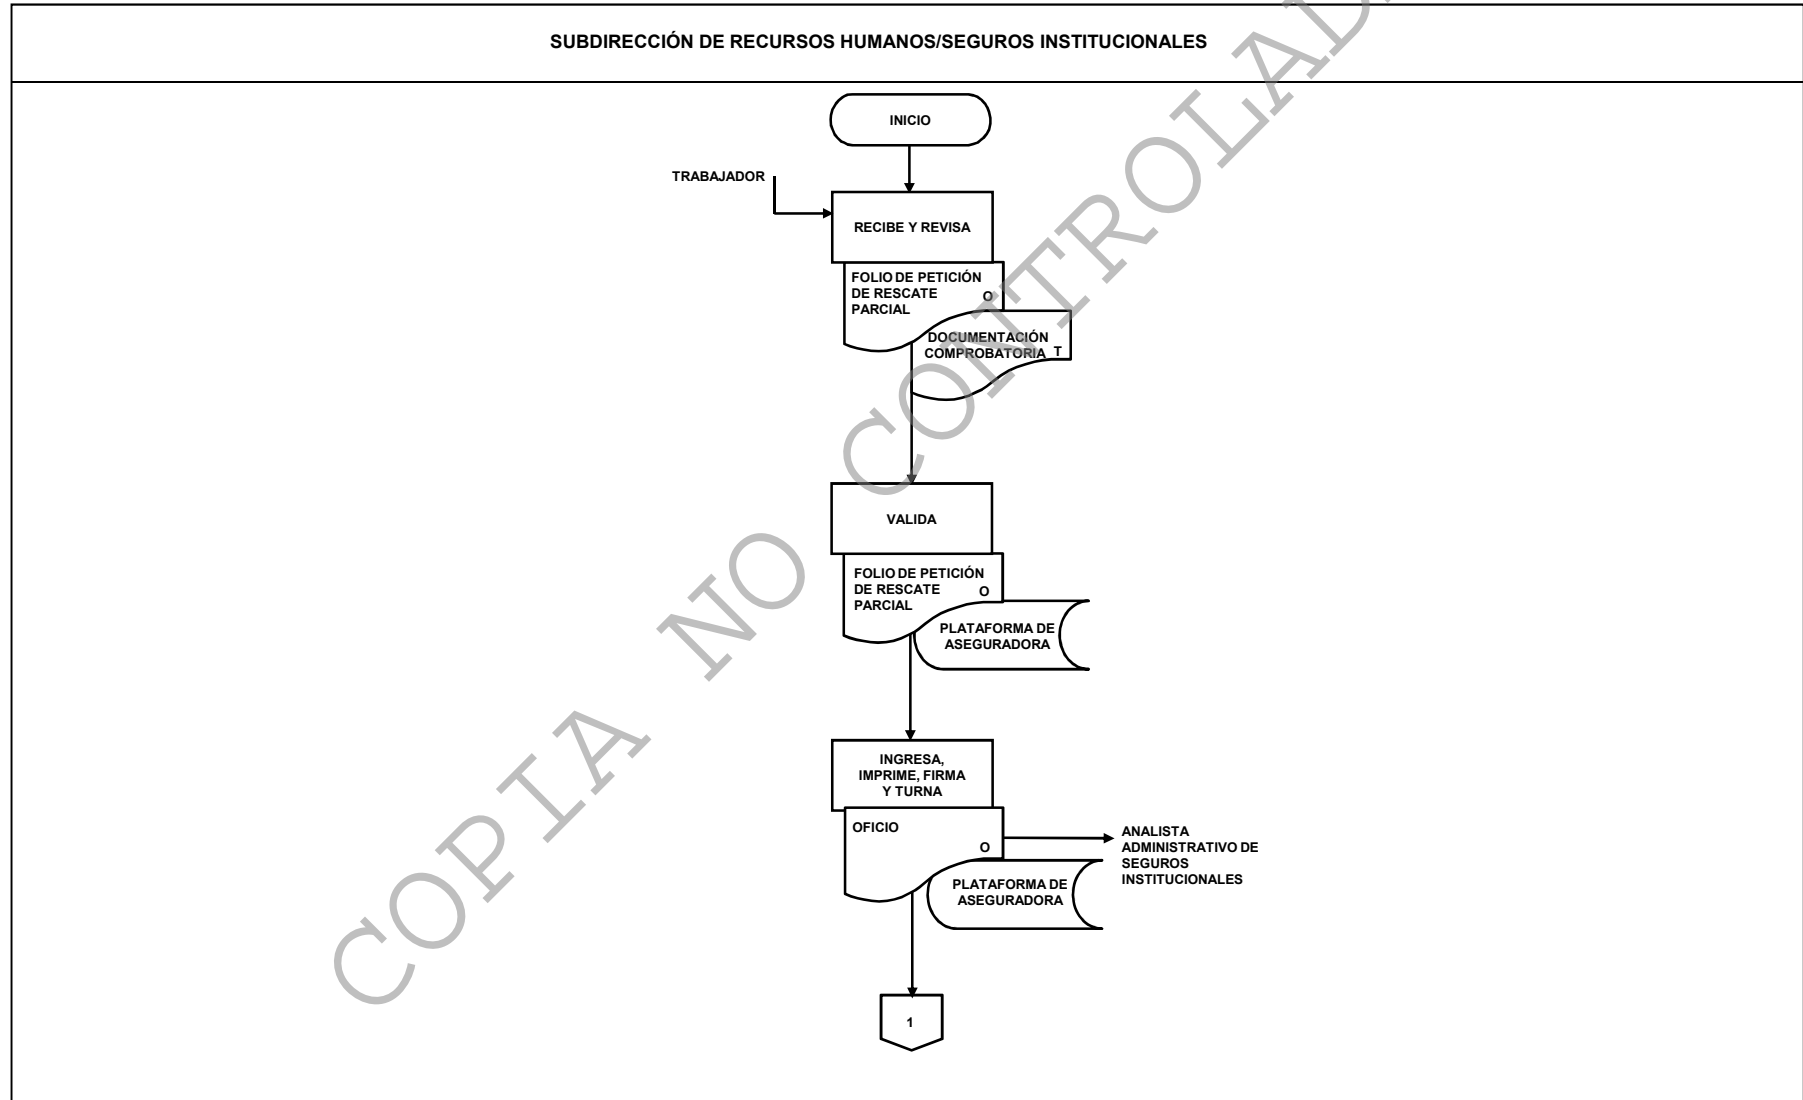 SUBDIRECCIÓN DE RECURSOS HUMANOS/SEGUROS INSTITUCIONALES
INICIO
TRABAJADOR
RECIBE Y REVISA
FOLIO DE PETICIÓN
DE RESCATE
O
PARCIAL
DOCUMENTACIÓN
COMPROBATORIA T
VALIDA
FOLIO DE PETICIÓN
DE RESCATE
O
PARCIAL
PLATAFORMA DE
ASEGURADORA
INGRESA,
IMPRIME, FIRMA
Y TURNA
OFICIO
O
ANALISTA
ADMINISTRATIVO DE
SEGUROS
INSTITUCIONALES
PLATAFORMA DE
ASEGURADORA
1
COPIA NO CONTROLAD